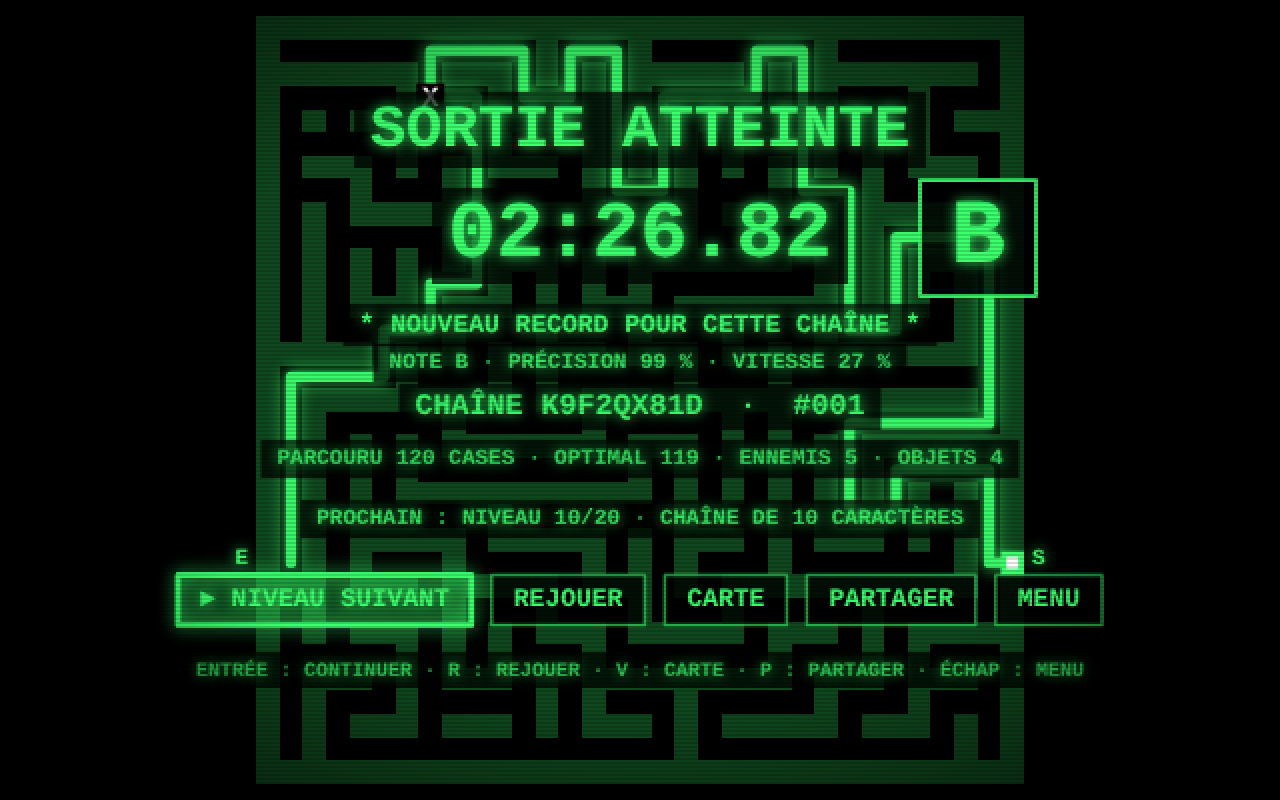 X
SORTIE ATTEINTE
02:26.82
B
* NOUVEAU RECORD POUR CETTE CHAÎNE *
NOTE B · PRÉCISION 99 % · VITESSE 27 %
CHAÎNE K9F2QX81D · #001
PARCOURU 120 CASES · OPTIMAL 119 · ENNEMIS 5 · OBJETS 4
PROCHAIN : NIVEAU 10/20 · CHAÎNE DE 10 CARACTÈRES
E S
► NIVEAU SUIVANT REJOUER CARTE PARTAGER MENU
ENTRÉE : CONTINUER · R : REJOUER · V : CARTE · P : PARTAGER · ÉCHAP : MENU